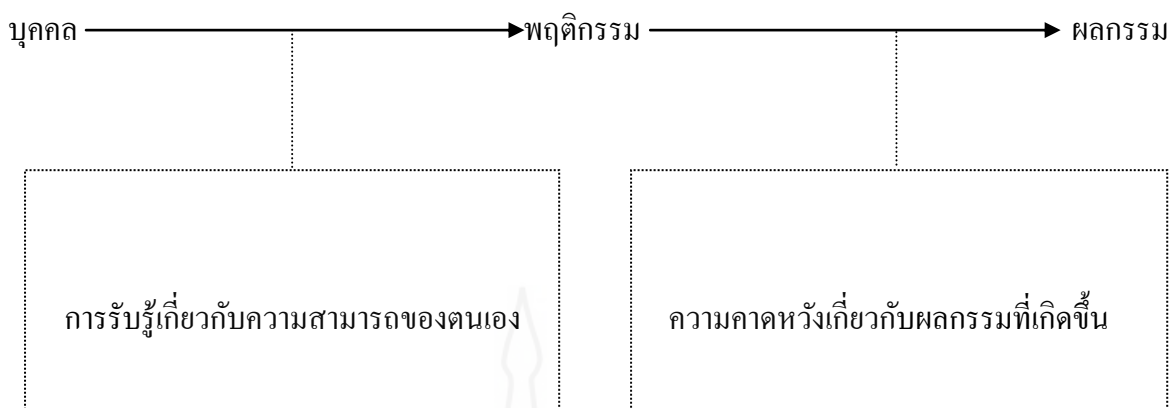 บุคคล พฤติกรรม ผลกรรม
การรับรู้เกี่ยวกับความสามารถของตนเอง ความคาดหวังเกี่ยวกับผลกรรมที่เกิดขึ้น